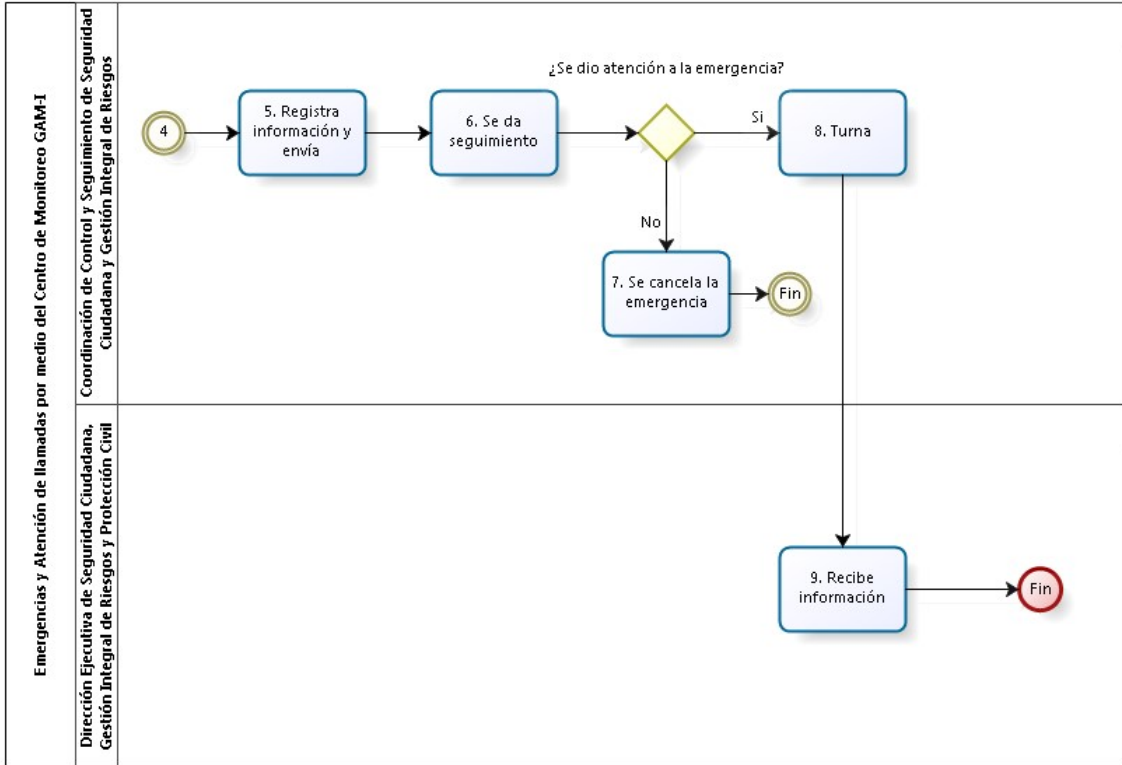 Emergencias y Atención de llamadas por medio del Centro de Monitoreo GAM-I
Coordinación de Control y Seguimiento de Seguridad
Ciudadana y Gestión Integral de Riesgos
4
5. Registra
información y
envía
6. Se da
seguimiento
¿Se dio atención a la emergencia?
Si
8. Turna
No
7. Se cancela la
emergencia
Fin
Dirección Ejecutiva de Seguridad Ciudadana,
Gestión Integral de Riesgos y Protección Civil
9. Recibe
información
Fin